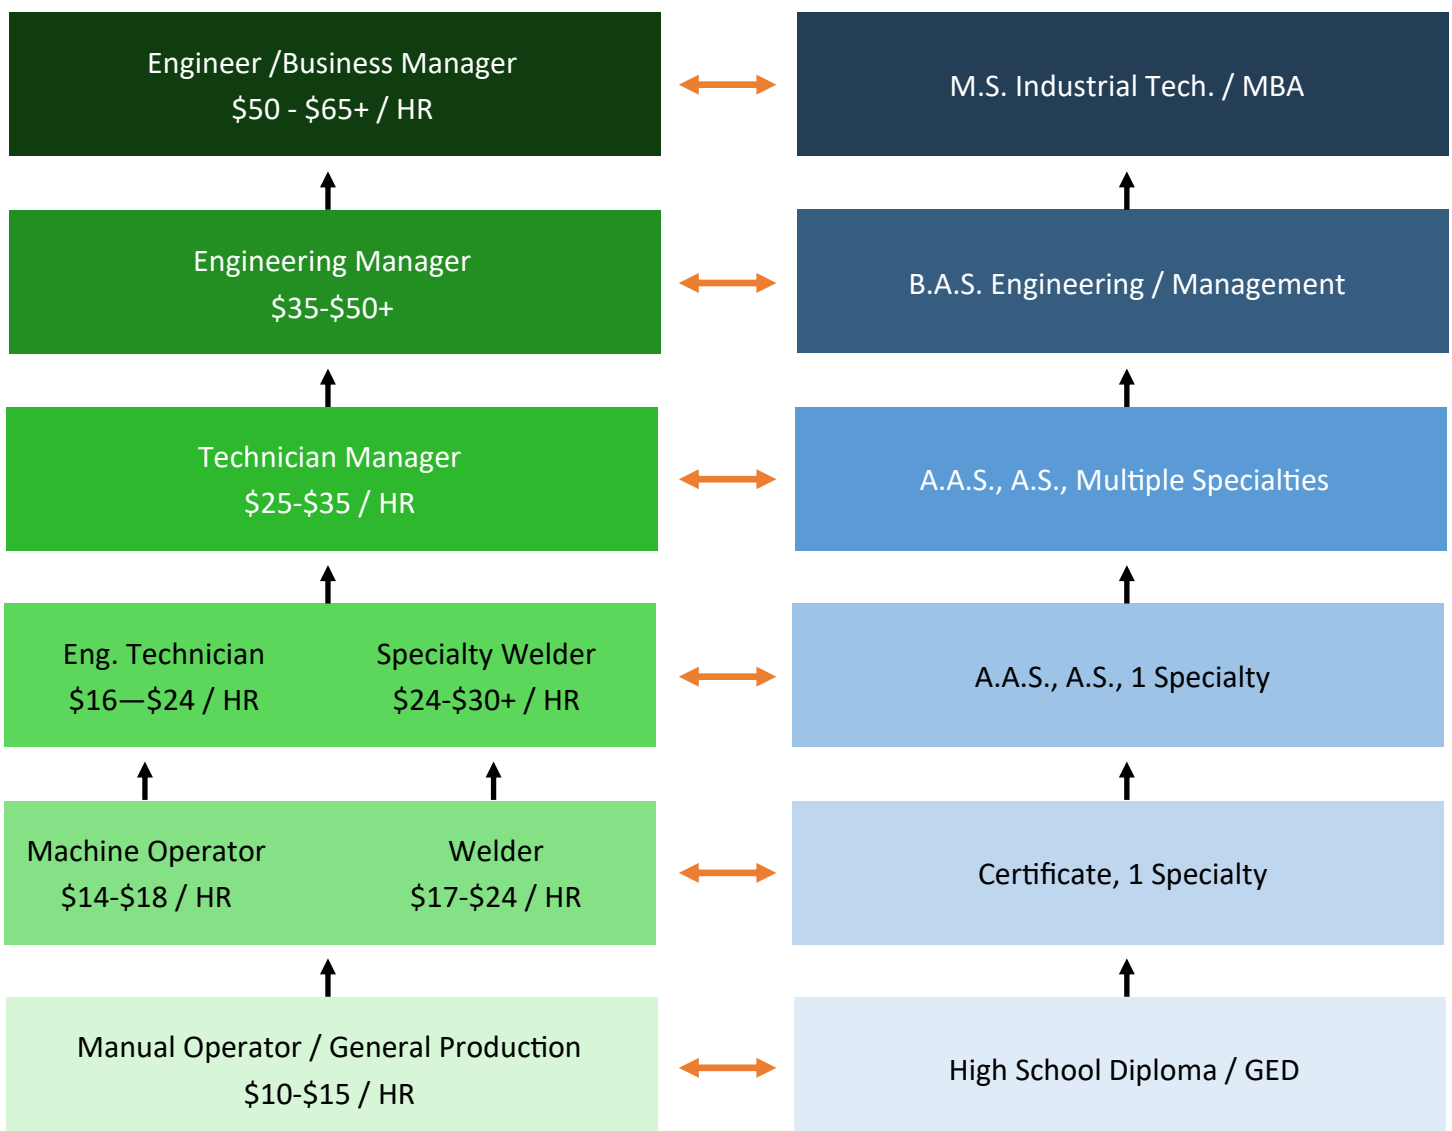 Engineer /Business Manager
$50 - $65+ / HR
M.S. Industrial Tech. / MBA
Engineering Manager
$35-$50+
B.A.S. Engineering / Management
Technician Manager
$25-$35 / HR
A.A.S., A.S., Multiple Specialties
Eng. Technician
$16—$24 / HR
Specialty Welder
$24-$30+ / HR
A.A.S., A.S., 1 Specialty
Machine Operator
$14-$18 / HR
Welder
$17-$24 / HR
Certificate, 1 Specialty
Manual Operator / General Production
$10-$15 / HR
High School Diploma / GED